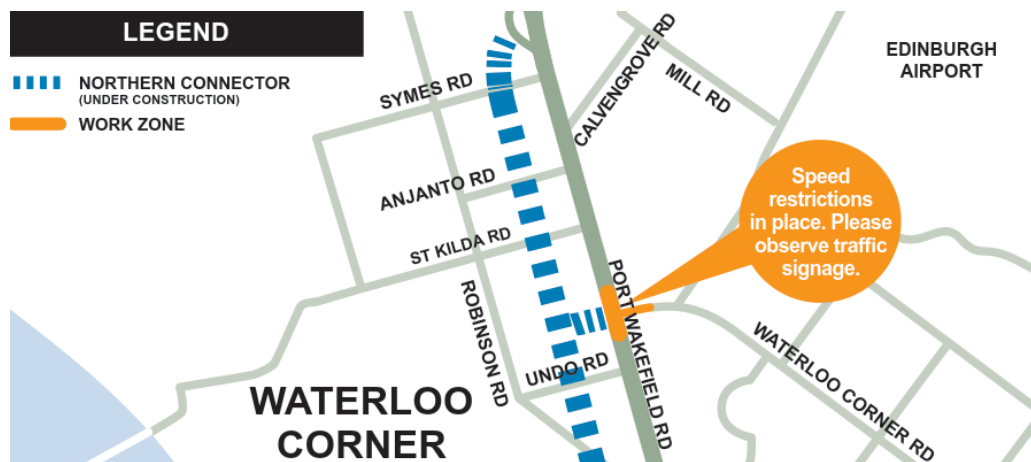 LEGEND
NORTHERN CONNECTOR
(UNDER CONSTRUCTION)
WORK ZONE
SYMES RD
CALVENGROVE RD
MILL RD
EDINBURGH
AIRPORT
ANJANTO RD
ST KILDA RD
Speed
restrictions
in place. Please
observe traffic
signage.
ROBINSON RD
PORT WAKEFIELD RD
UNDO RD
WATERLOO CORNER RD
WATERLOO
CORNER